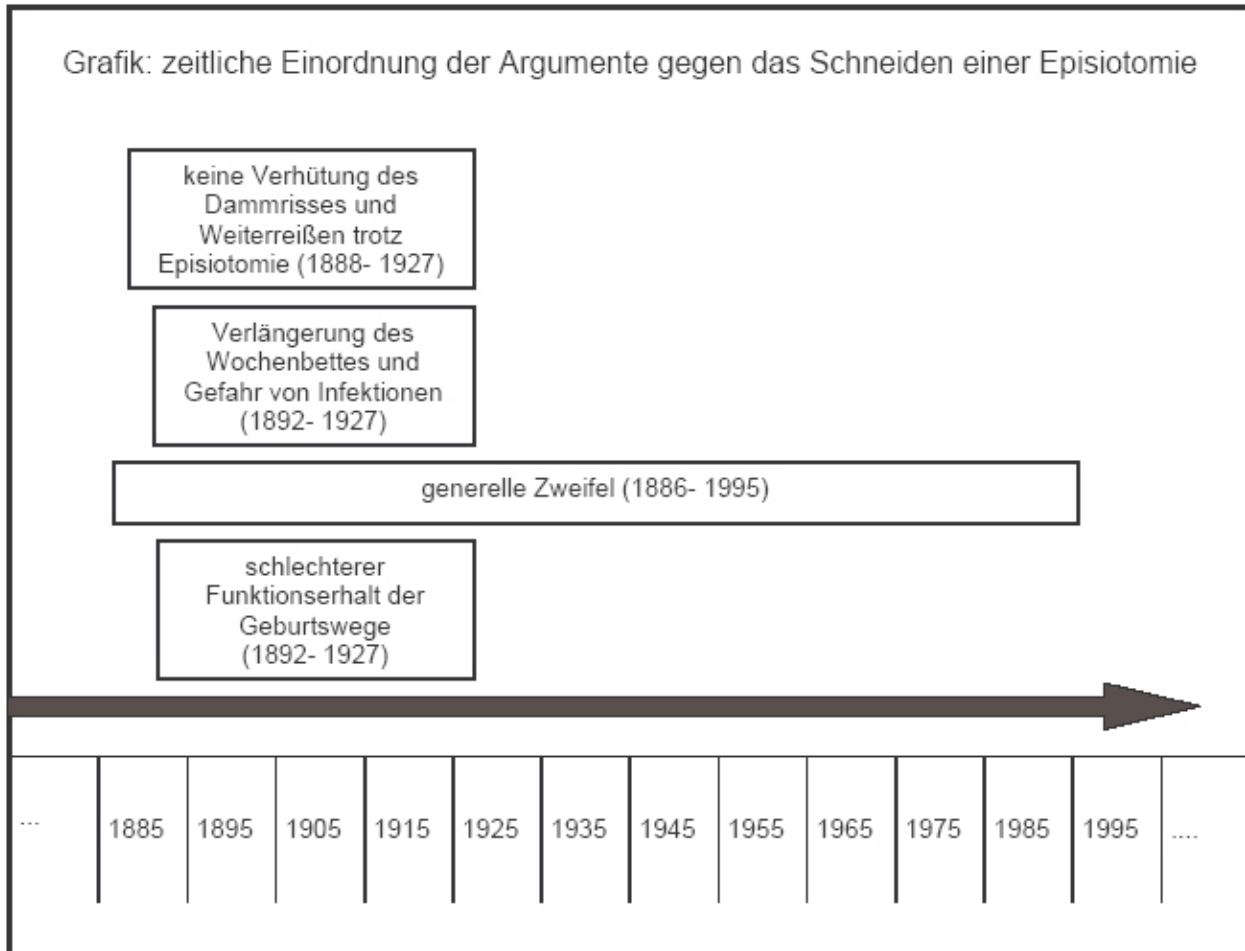 Grafik: zeitliche Einordnung der Argumente gegen das Schneiden einer Episiotomie
keine Verhütung des
Dammrisses und
Weiterreißen trotz
Episiotomie (1888- 1927)
Verlängerung des
Wochenbettes und
Gefahr von Infektionen
(1892- 1927)
generelle Zweifel (1886- 1995)
schlechterer
Funktionserhalt der
Geburtswege
(1892- 1927)
... 1885 1895 1905 1915 1925 1935 1945 1955 1965 1975 1985 1995 ....